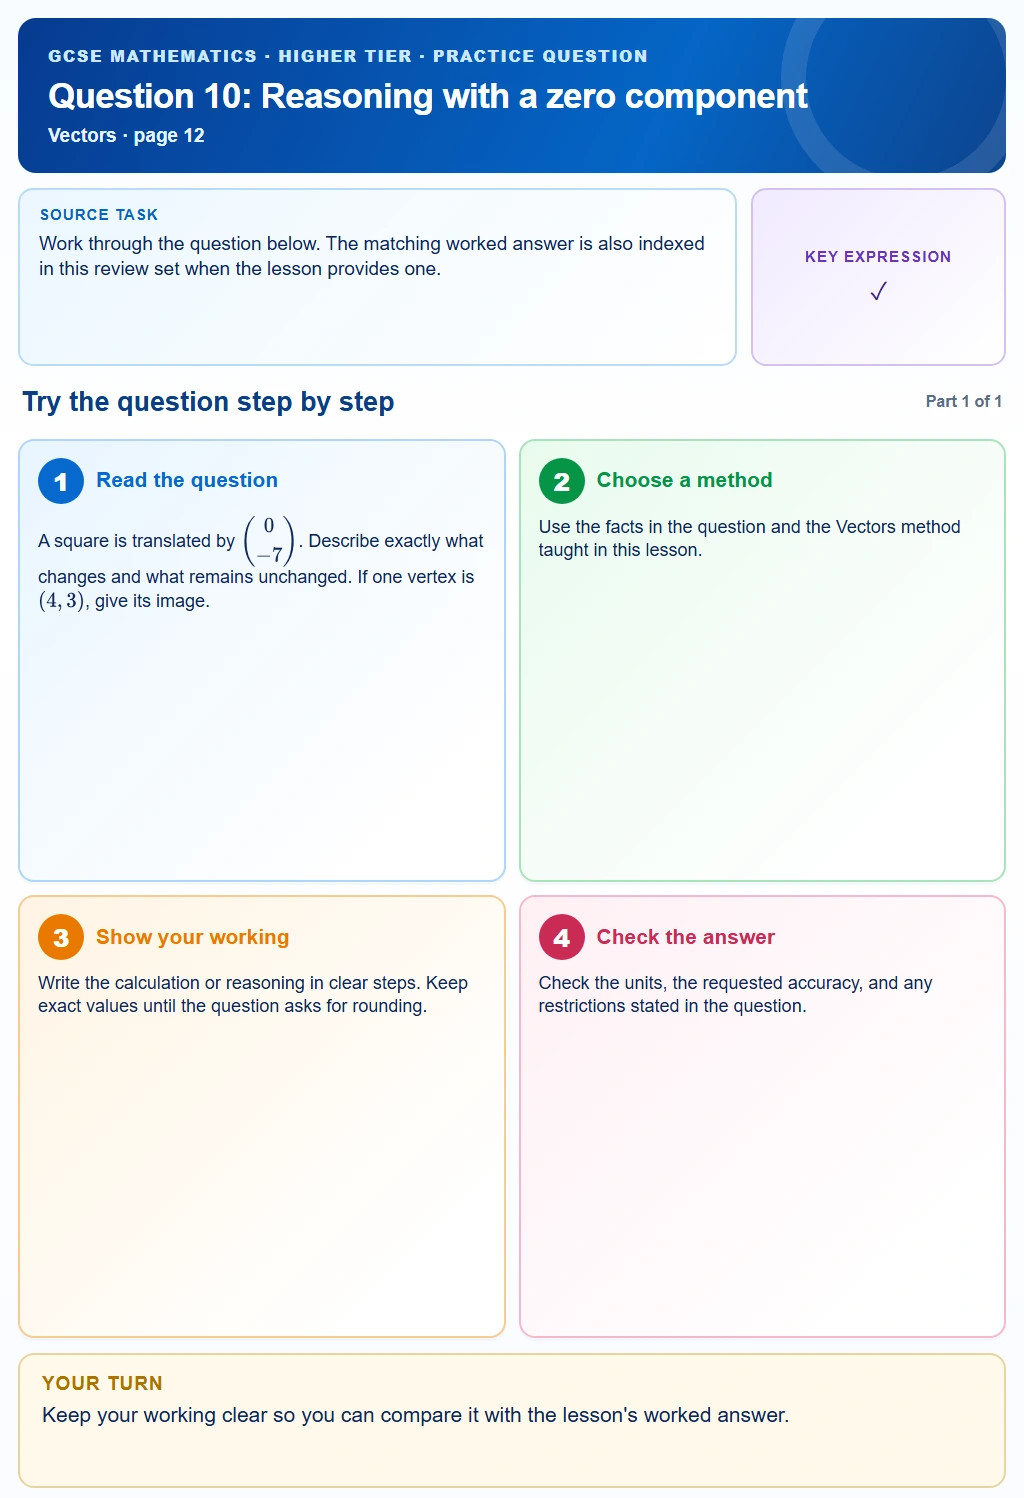 GCSE MATHEMATICS · HIGHER TIER · PRACTICE QUESTION
Question 10: Reasoning with a zero component
Vectors · page 12
SOURCE TASK
Work through the question below. The matching worked answer is also indexed
in this review set when the lesson provides one.
KEY EXPRESSION
✓
Try the question step by step
Part 1 of 1
1 Read the question
A square is translated by (0 −7). Describe exactly what
changes and what remains unchanged. If one vertex is
(4, 3), give its image.
2 Choose a method
Use the facts in the question and the Vectors method
taught in this lesson.
3 Show your working
Write the calculation or reasoning in clear steps. Keep
exact values until the question asks for rounding.
4 Check the answer
Check the units, the requested accuracy, and any
restrictions stated in the question.
YOUR TURN
Keep your working clear so you can compare it with the lesson's worked answer.